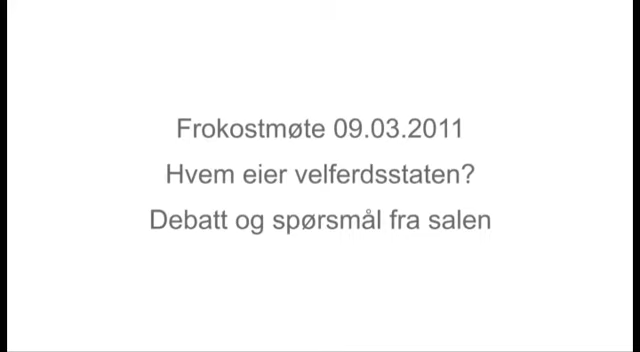 Frokostmøte 09.03.2011
Hvem eier velferdsstaten?
Debatt og spørsmål fra salen